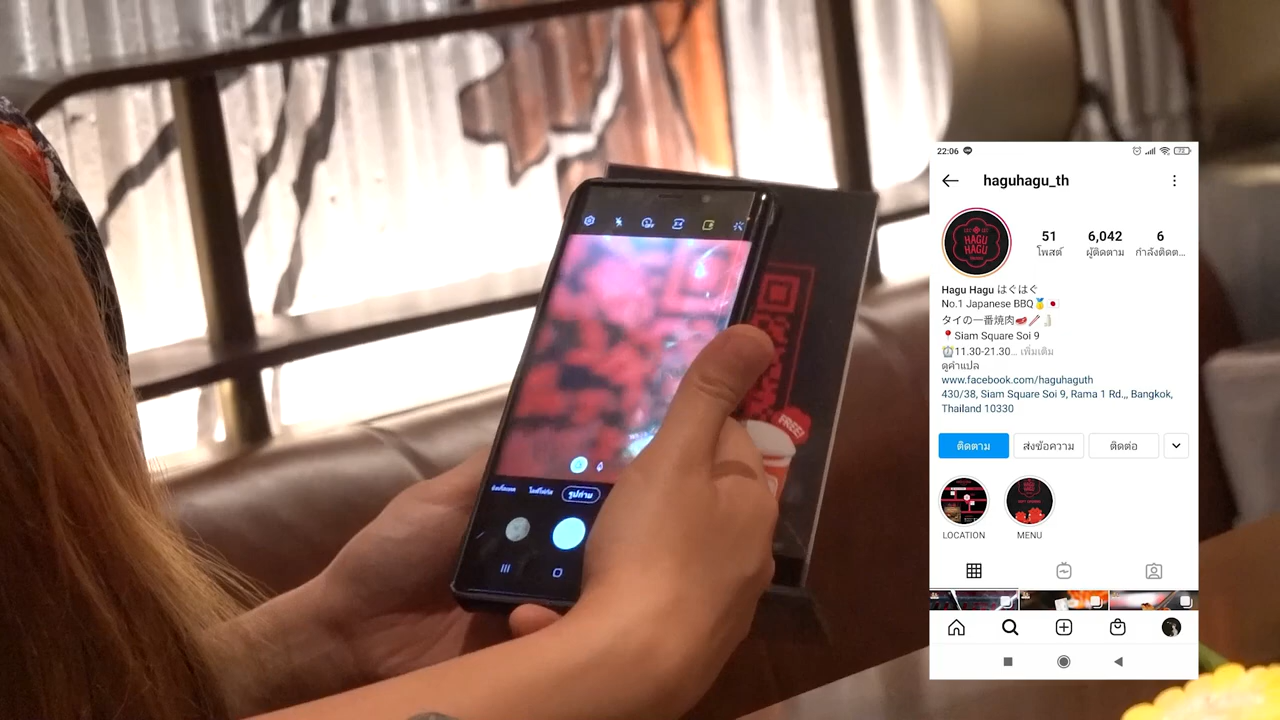 22:06
haguhagu_th
HAGU
HAGU
51
โพสต์
6,042
ผู้ติดตาม
6
กำลังติดต...
Hagu Hagu はぐはぐ
No.1 Japanese BBQ🥇🇯🇵
タイの一番焼肉🥩🥢🍶
📍Siam Square Soi 9
⏰11.30-21.30... เพิ่มเติม
ดูคำแปล
www.facebook.com/haguhaguth
430/38, Siam Square Soi 9, Rama 1 Rd.,, Bangkok,
Thailand 10330
ติดตาม
ส่งข้อความ
ติดต่อ
LOCATION
MENU
FREE!
รูปถ่าย